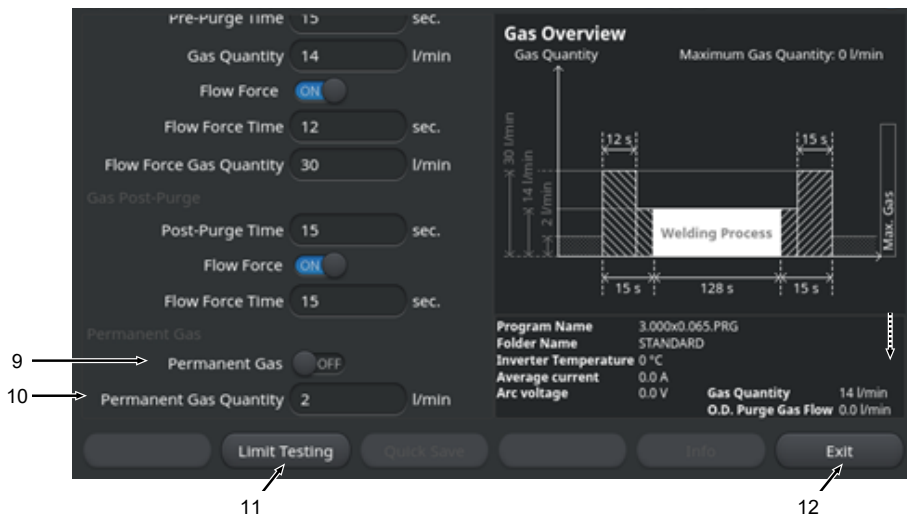 Pre-Purge Time 15 sec.
Gas Quantity 14 l/min
Flow Force ON
Flow Force Time 12 sec.
Flow Force Gas Quantity 30 l/min
Gas Post-Purge
Post-Purge Time 15 sec.
Flow Force ON
Flow Force Time 15 sec.
Permanent Gas
9 Permanent Gas OFF
10 Permanent Gas Quantity 2 l/min
Gas Overview
Gas Quantity Maximum Gas Quantity: 0 l/min
30 l/min
14 l/min
2 l/min
12 s 15 s
Welding Process
Max. Gas
15 s 128 s 15 s
Program Name 3.000x0.065.PRG
Folder Name STANDARD
Inverter Temperature 0 °C
Average current 0.0 A
Arc voltage 0.0 V Gas Quantity 14 l/min
O.D. Purge Gas Flow 0.0 l/min
Limit Testing Quick Save Info Exit
11 12